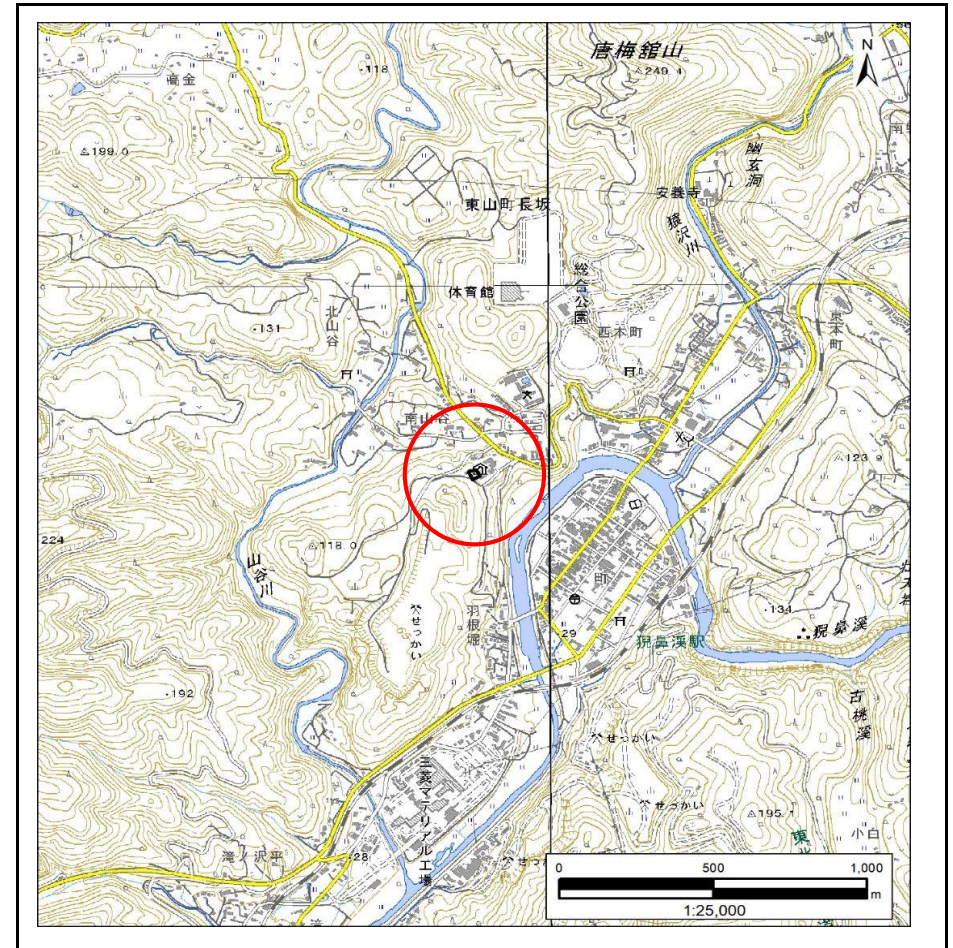 唐梅舘山
249.4
N
高金
118
199.0
幽玄洞
安養寺
東山町長坂
猿沢川
体育館
総合公園
北山谷
131
西本町
東本町
南山谷
123.9
224
山谷川
118.0
せっかい
羽根堀
町
29
134
猊鼻溪
猊鼻渓駅
192
古桃溪
せっかい
せっかい
195.1
三菱マテリアル工場
小白
滝ノ沢平
28
0 500 1,000
m
1:25,000